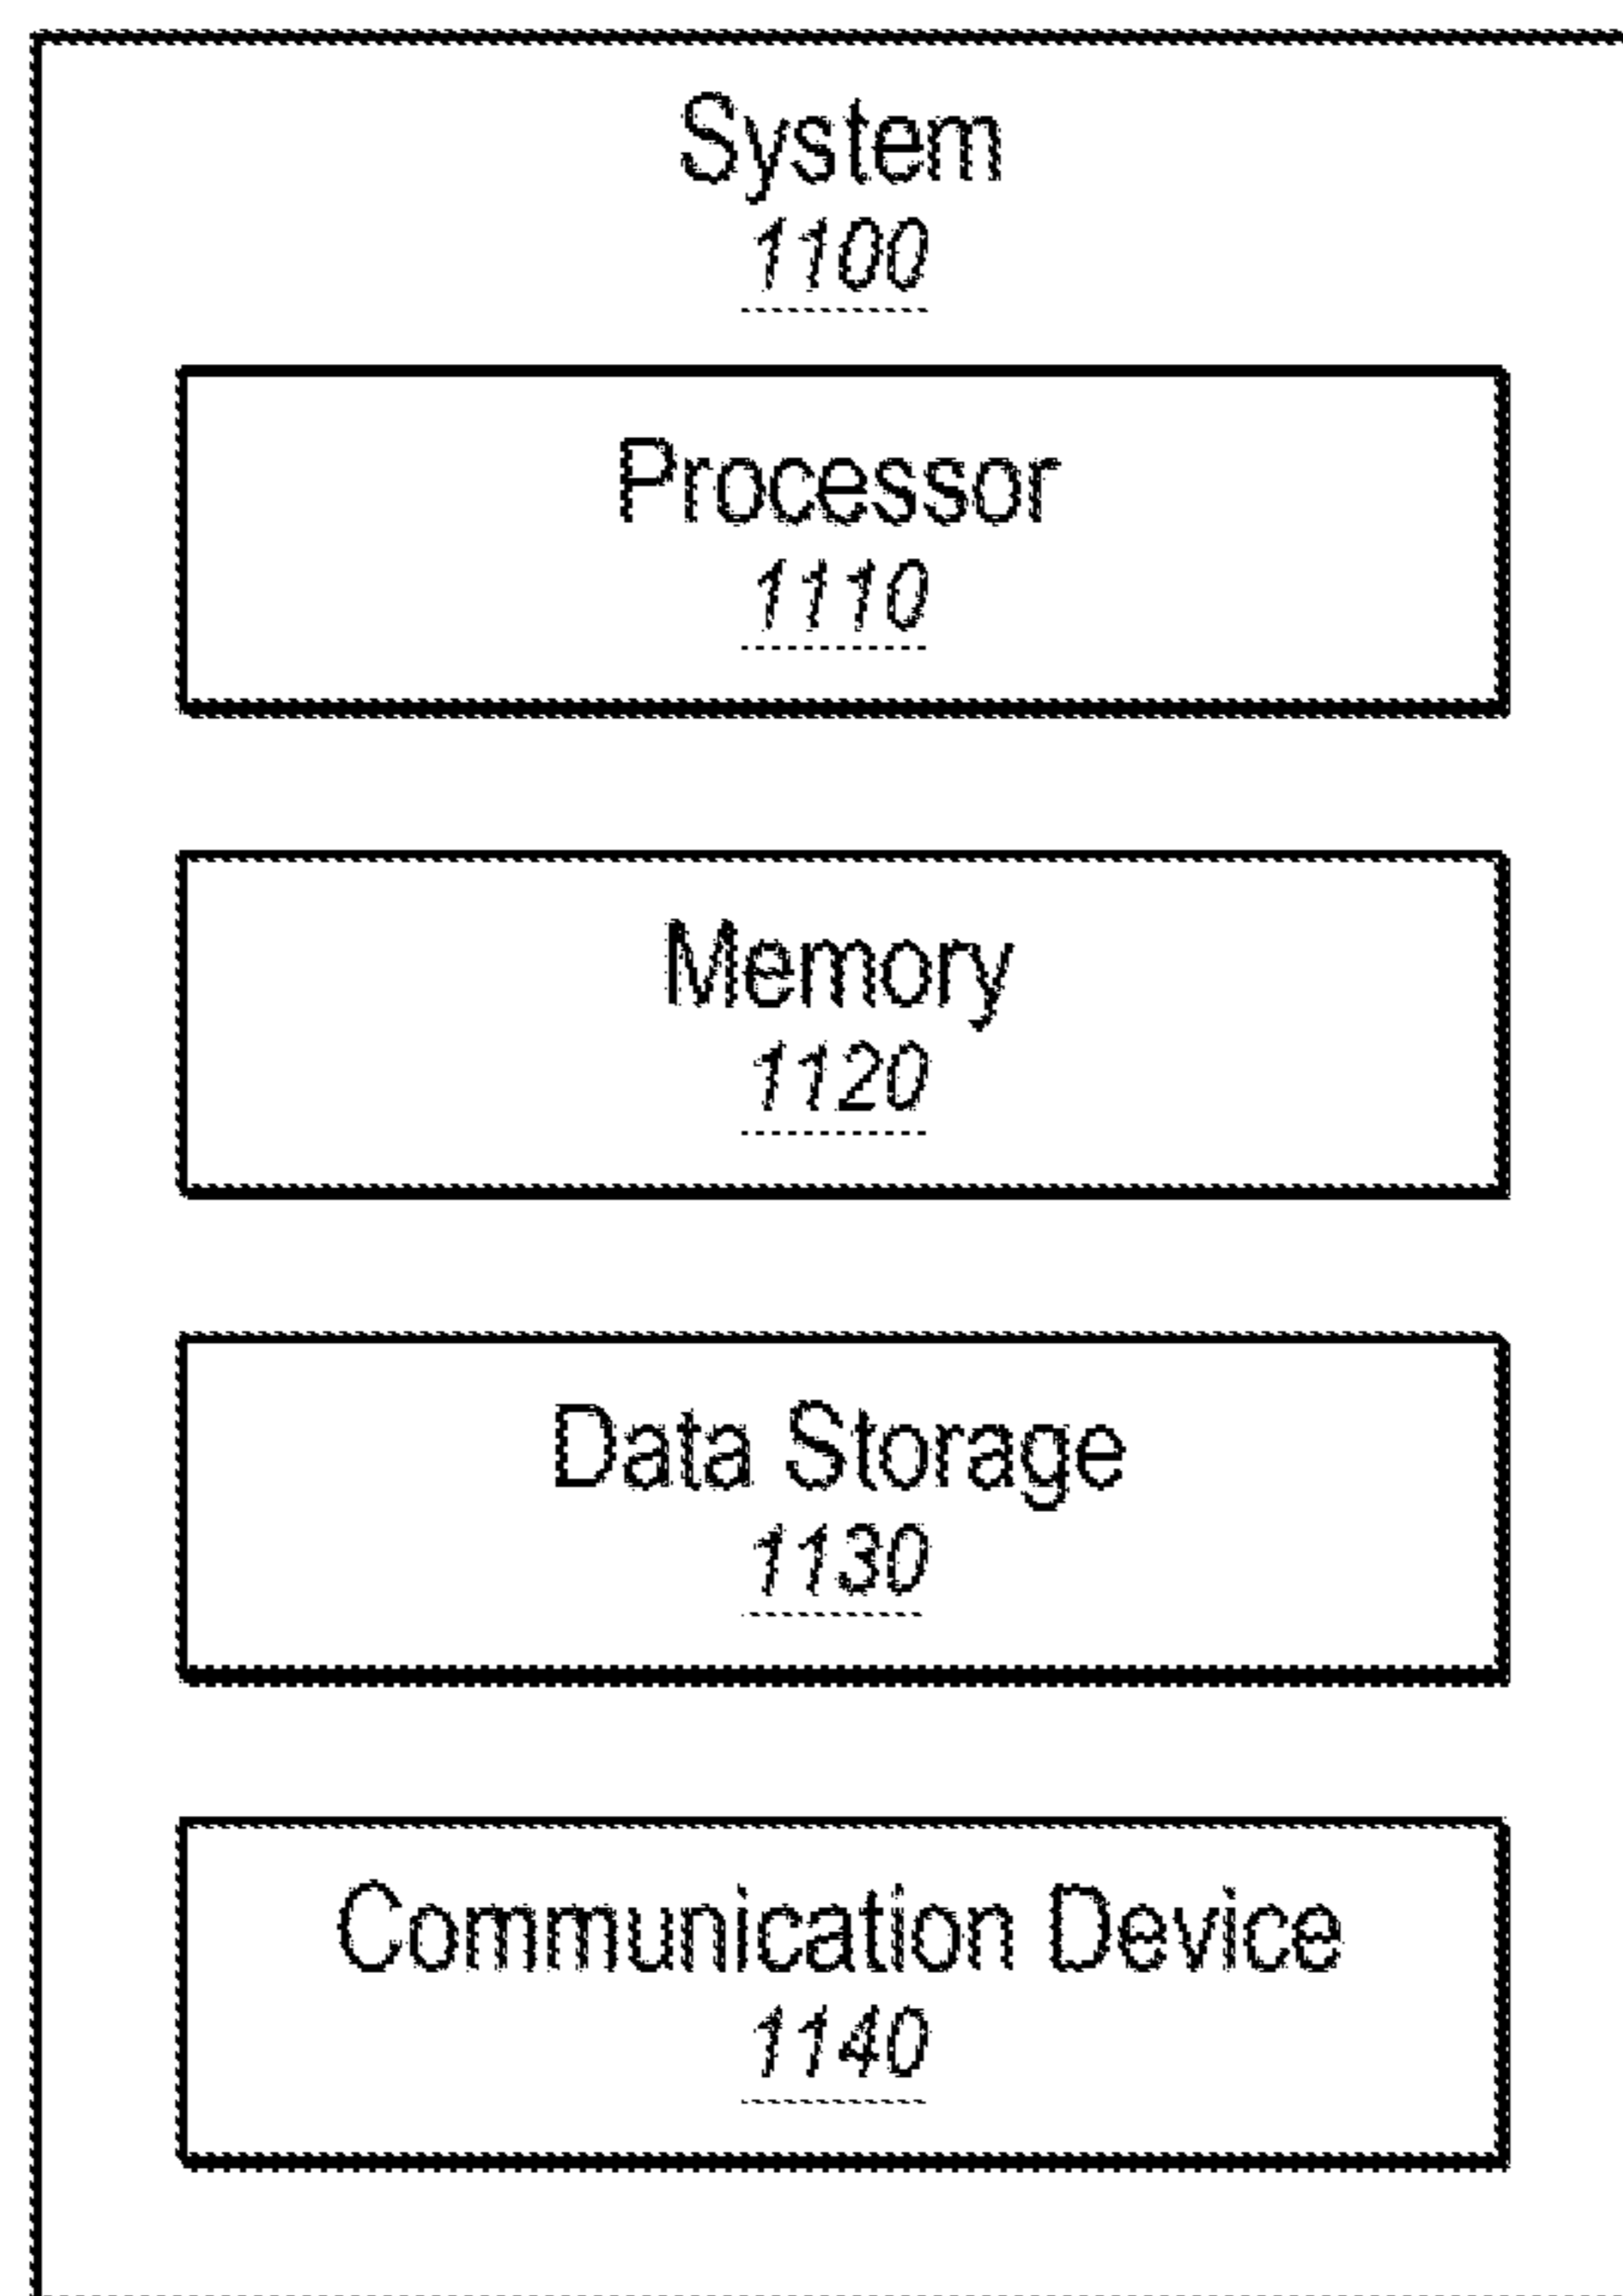 System
1100
Processor
1110
Memory
1120
Data Storage
1130
Communication Device
1140